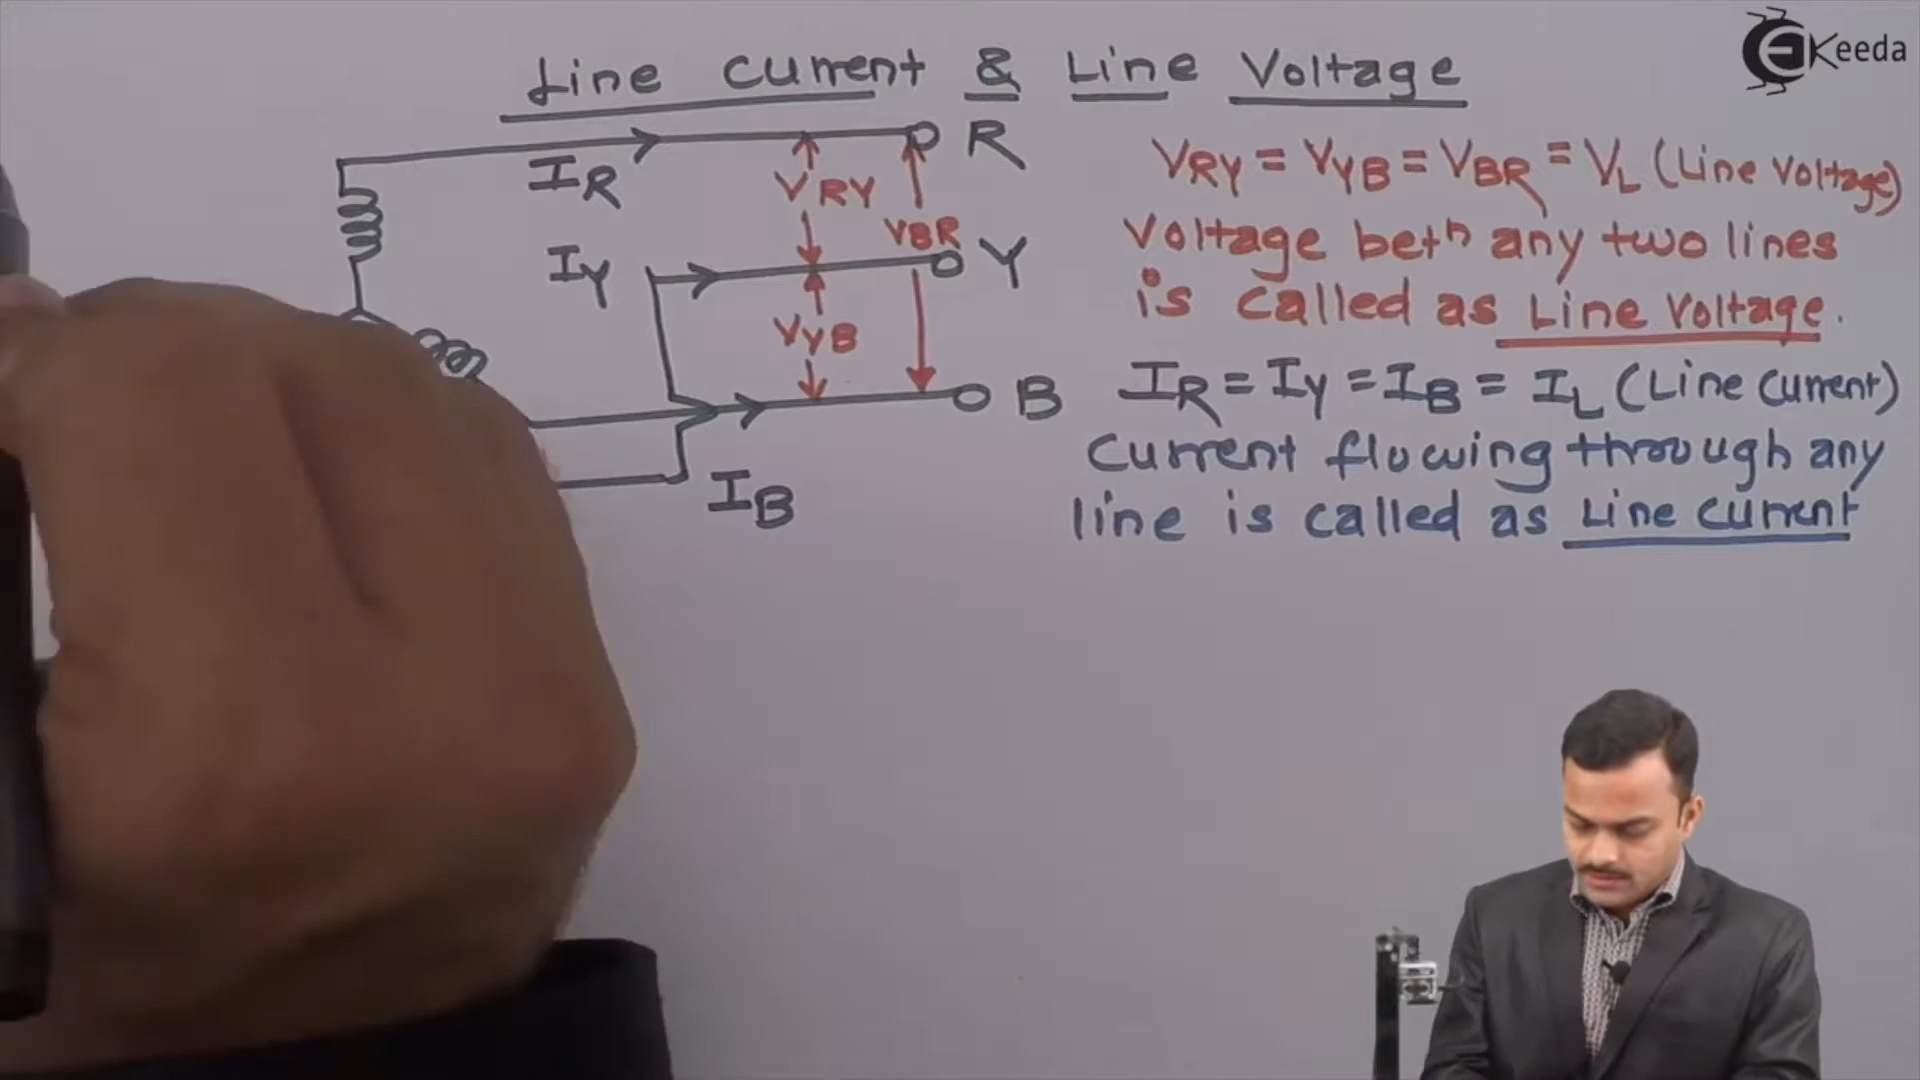 Line Current & Line Voltage
EKeeda
IR
R
VRY
VBR
IY
Y
VYB
B
IB
VRY = VYB = VBR = VL (Line Voltage)
Voltage betn any two lines
is called as Line Voltage.
IR = IY = IB = IL (Line Current)
Current flowing through any
line is called as Line Current